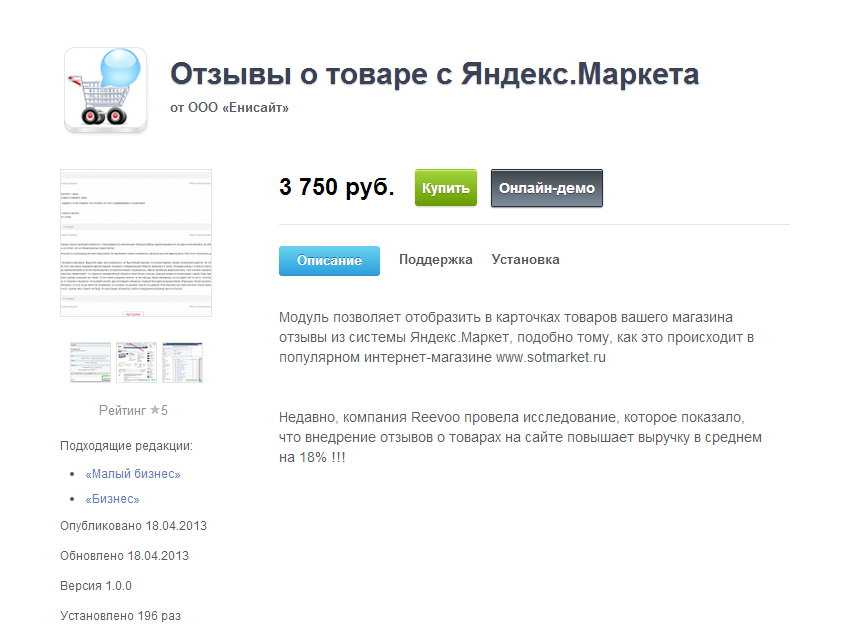 Отзывы о товаре с Яндекс.Маркета
от ООО «Енисайт»
3 750 руб.
Купить
Онлайн-демо
Описание
Поддержка
Установка
Модуль позволяет отобразить в карточках товаров вашего магазина
отзывы из системы Яндекс.Маркет, подобно тому, как это происходит в
популярном интернет-магазине www.sotmarket.ru
Недавно, компания Reevoo провела исследование, которое показало,
что внедрение отзывов о товарах на сайте повышает выручку в среднем
на 18% !!!
Рейтинг ★5
Подходящие редакции:
• «Малый бизнес»
• «Бизнес»
Опубликовано 18.04.2013
Обновлено 18.04.2013
Версия 1.0.0
Установлено 196 раз